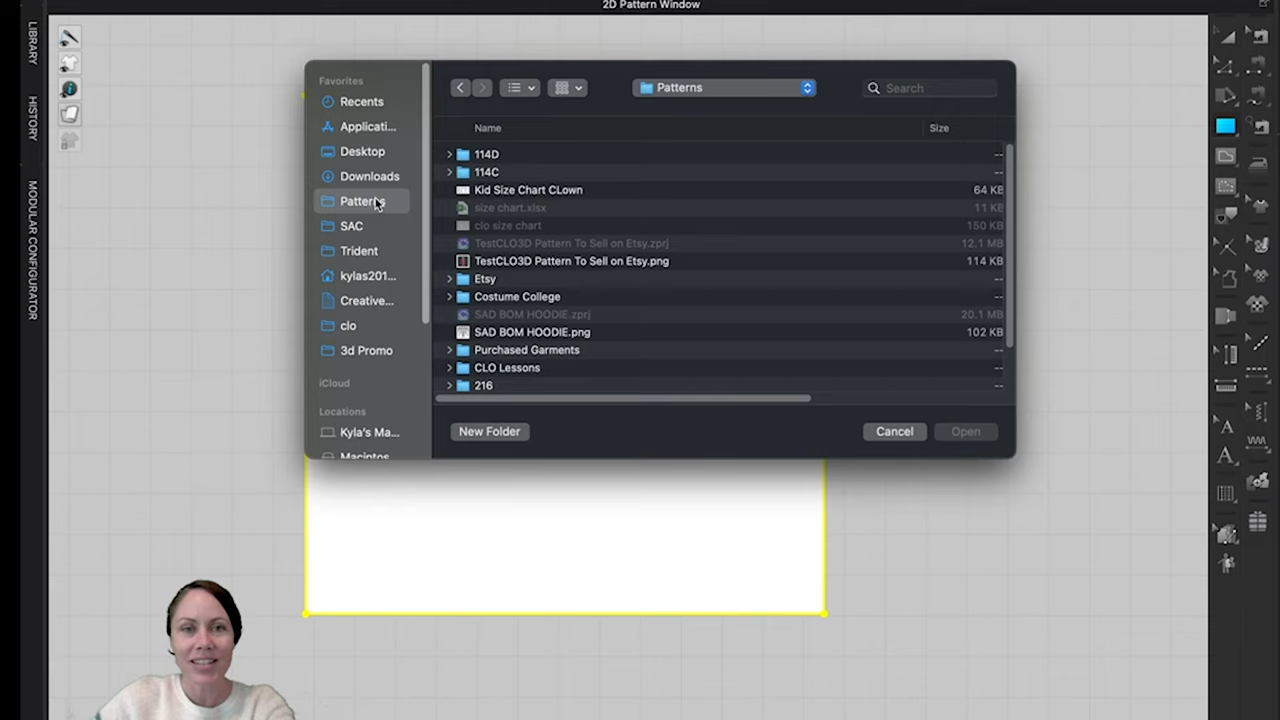 2D Pattern Window
LIBRARY
HISTORY
MODULAR CONFIGURATOR
Favorites
Recents
Applicati...
Desktop
Downloads
Patterns
SAC
Trident
kylas201...
Creative...
clo
3d Promo
iCloud
Locations
Kyla's Ma...
Macintos
Patterns
Search
Name Size
114D --
114C --
Kid Size Chart CLown 64 KB
size chart.xlsx 11 KB
clo size chart 150 KB
TestCLO3D Pattern To Sell on Etsy.zprj 12.1 MB
TestCLO3D Pattern To Sell on Etsy.png 114 KB
Etsy --
Costume College --
SAD BOM HOODIE.zprj 20.1 MB
SAD BOM HOODIE.png 102 KB
Purchased Garments --
CLO Lessons --
216 --
New Folder Cancel Open